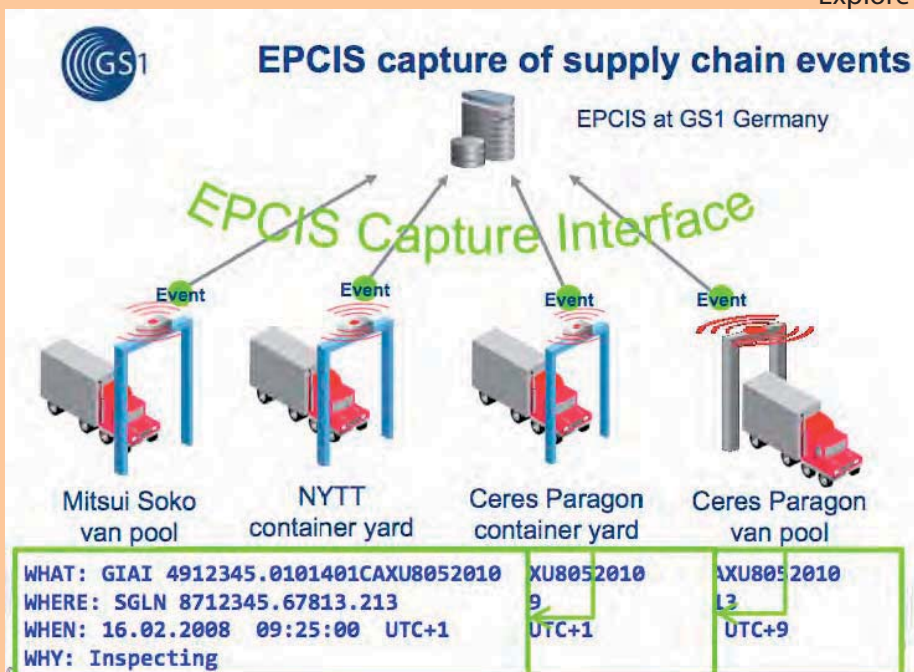 Explore
GS1
EPCIS capture of supply chain events
EPCIS at GS1 Germany
EPCIS Capture Interface
Event
Event
Event
Event
Mitsui Soko
van pool
NYTT
container yard
Ceres Paragon
container yard
Ceres Paragon
van pool
WHAT: GIAI 4912345.0101401CAXU8052010 XU8052010 AXU8052010
WHERE: SGLN 8712345.67813.213 9 13
WHEN: 16.02.2008 09:25:00 UTC+1 UTC+1 UTC+9
WHY: Inspecting